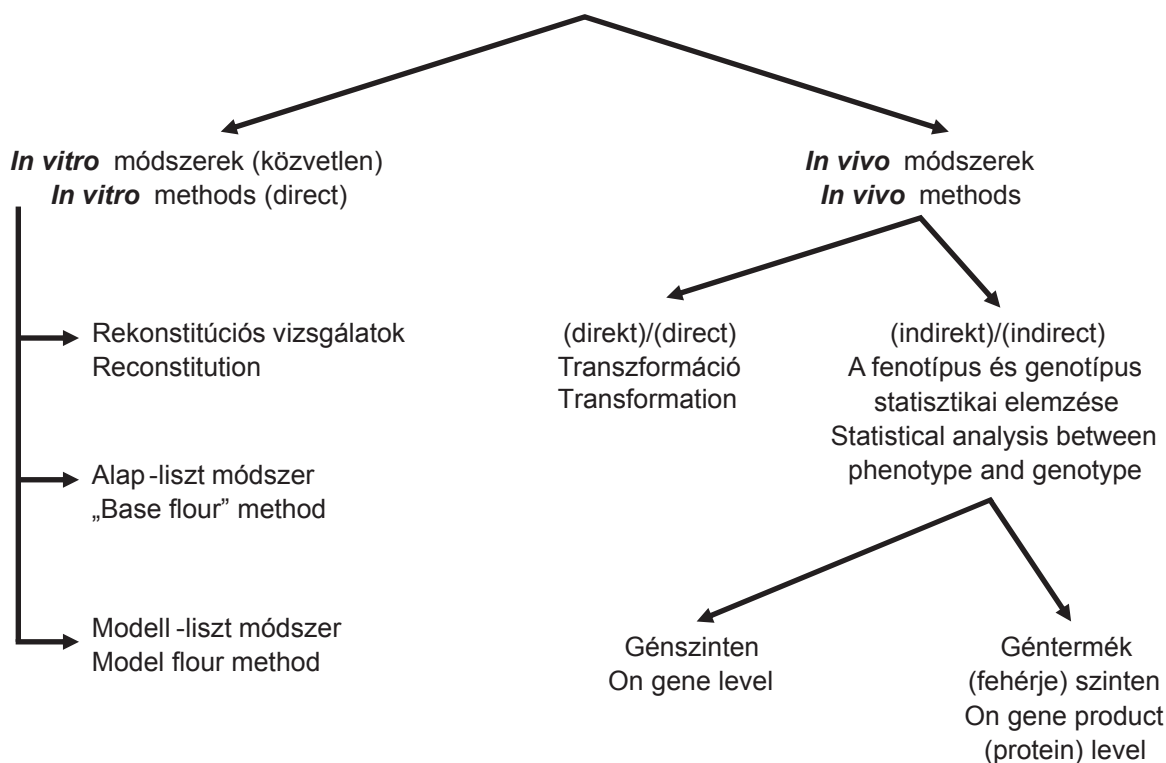 In vitro módszerek (közvetlen)
In vitro methods (direct)
Rekonstitúciós vizsgálatok
Reconstitution
Alap-liszt módszer
„Base flour” method
Modell-liszt módszer
Model flour method
In vivo módszerek
In vivo methods
(direkt)/(direct)
Transzformáció
Transformation
(indirekt)/(indirect)
A fenotípus és genotípus
statisztikai elemzése
Statistical analysis between
phenotype and genotype
Génszinten
On gene level
Géntermék
(fehérje) szinten
On gene product
(protein) level